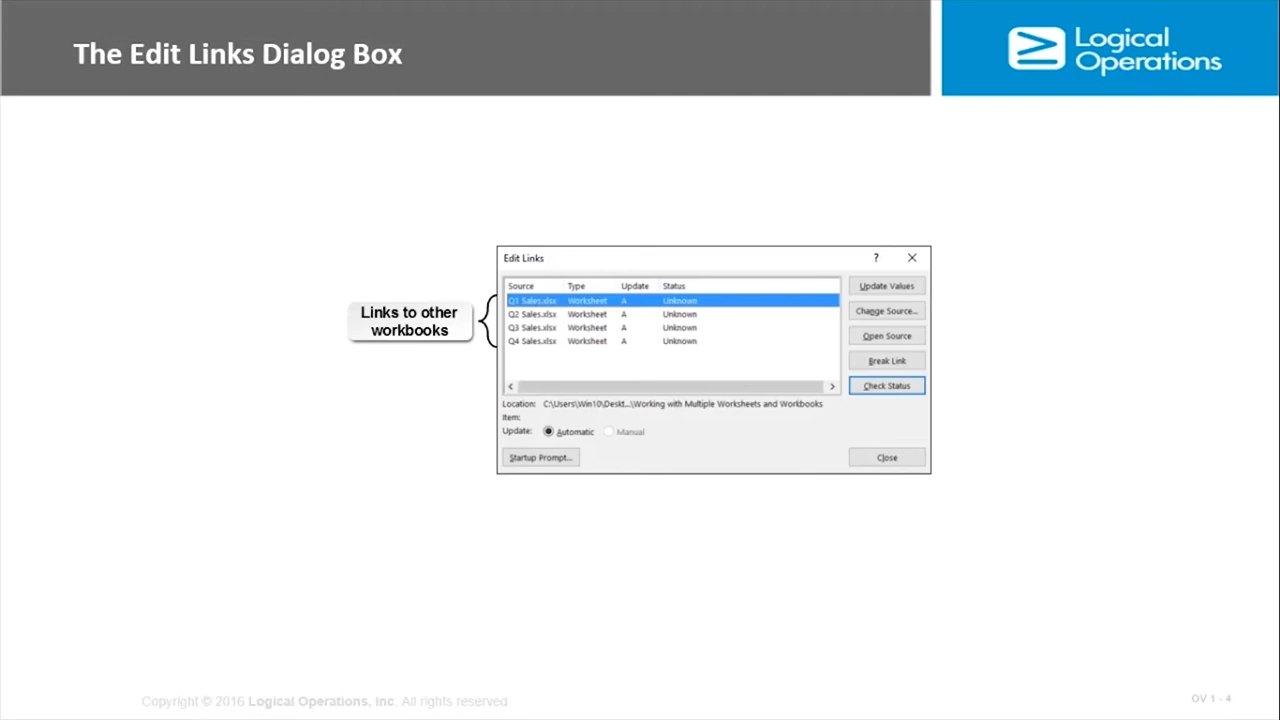 The Edit Links Dialog Box
Logical
Operations
Links to other
workbooks
Edit Links ?
Source Type Update Status
Q1 Sales.xlsx Worksheet A Unknown
Q2 Sales.xlsx Worksheet A Unknown
Q3 Sales.xlsx Worksheet A Unknown
Q4 Sales.xlsx Worksheet A Unknown
Update Values
Change Source...
Open Source
Break Link
Check Status
Location: C:\Users\Win10\Deskt...\Working with Multiple Worksheets and Workbooks
Item:
Update: Automatic Manual
Startup Prompt... Close
Copyright © 2016 Logical Operations, Inc. All rights reserved
OV 1 - 4